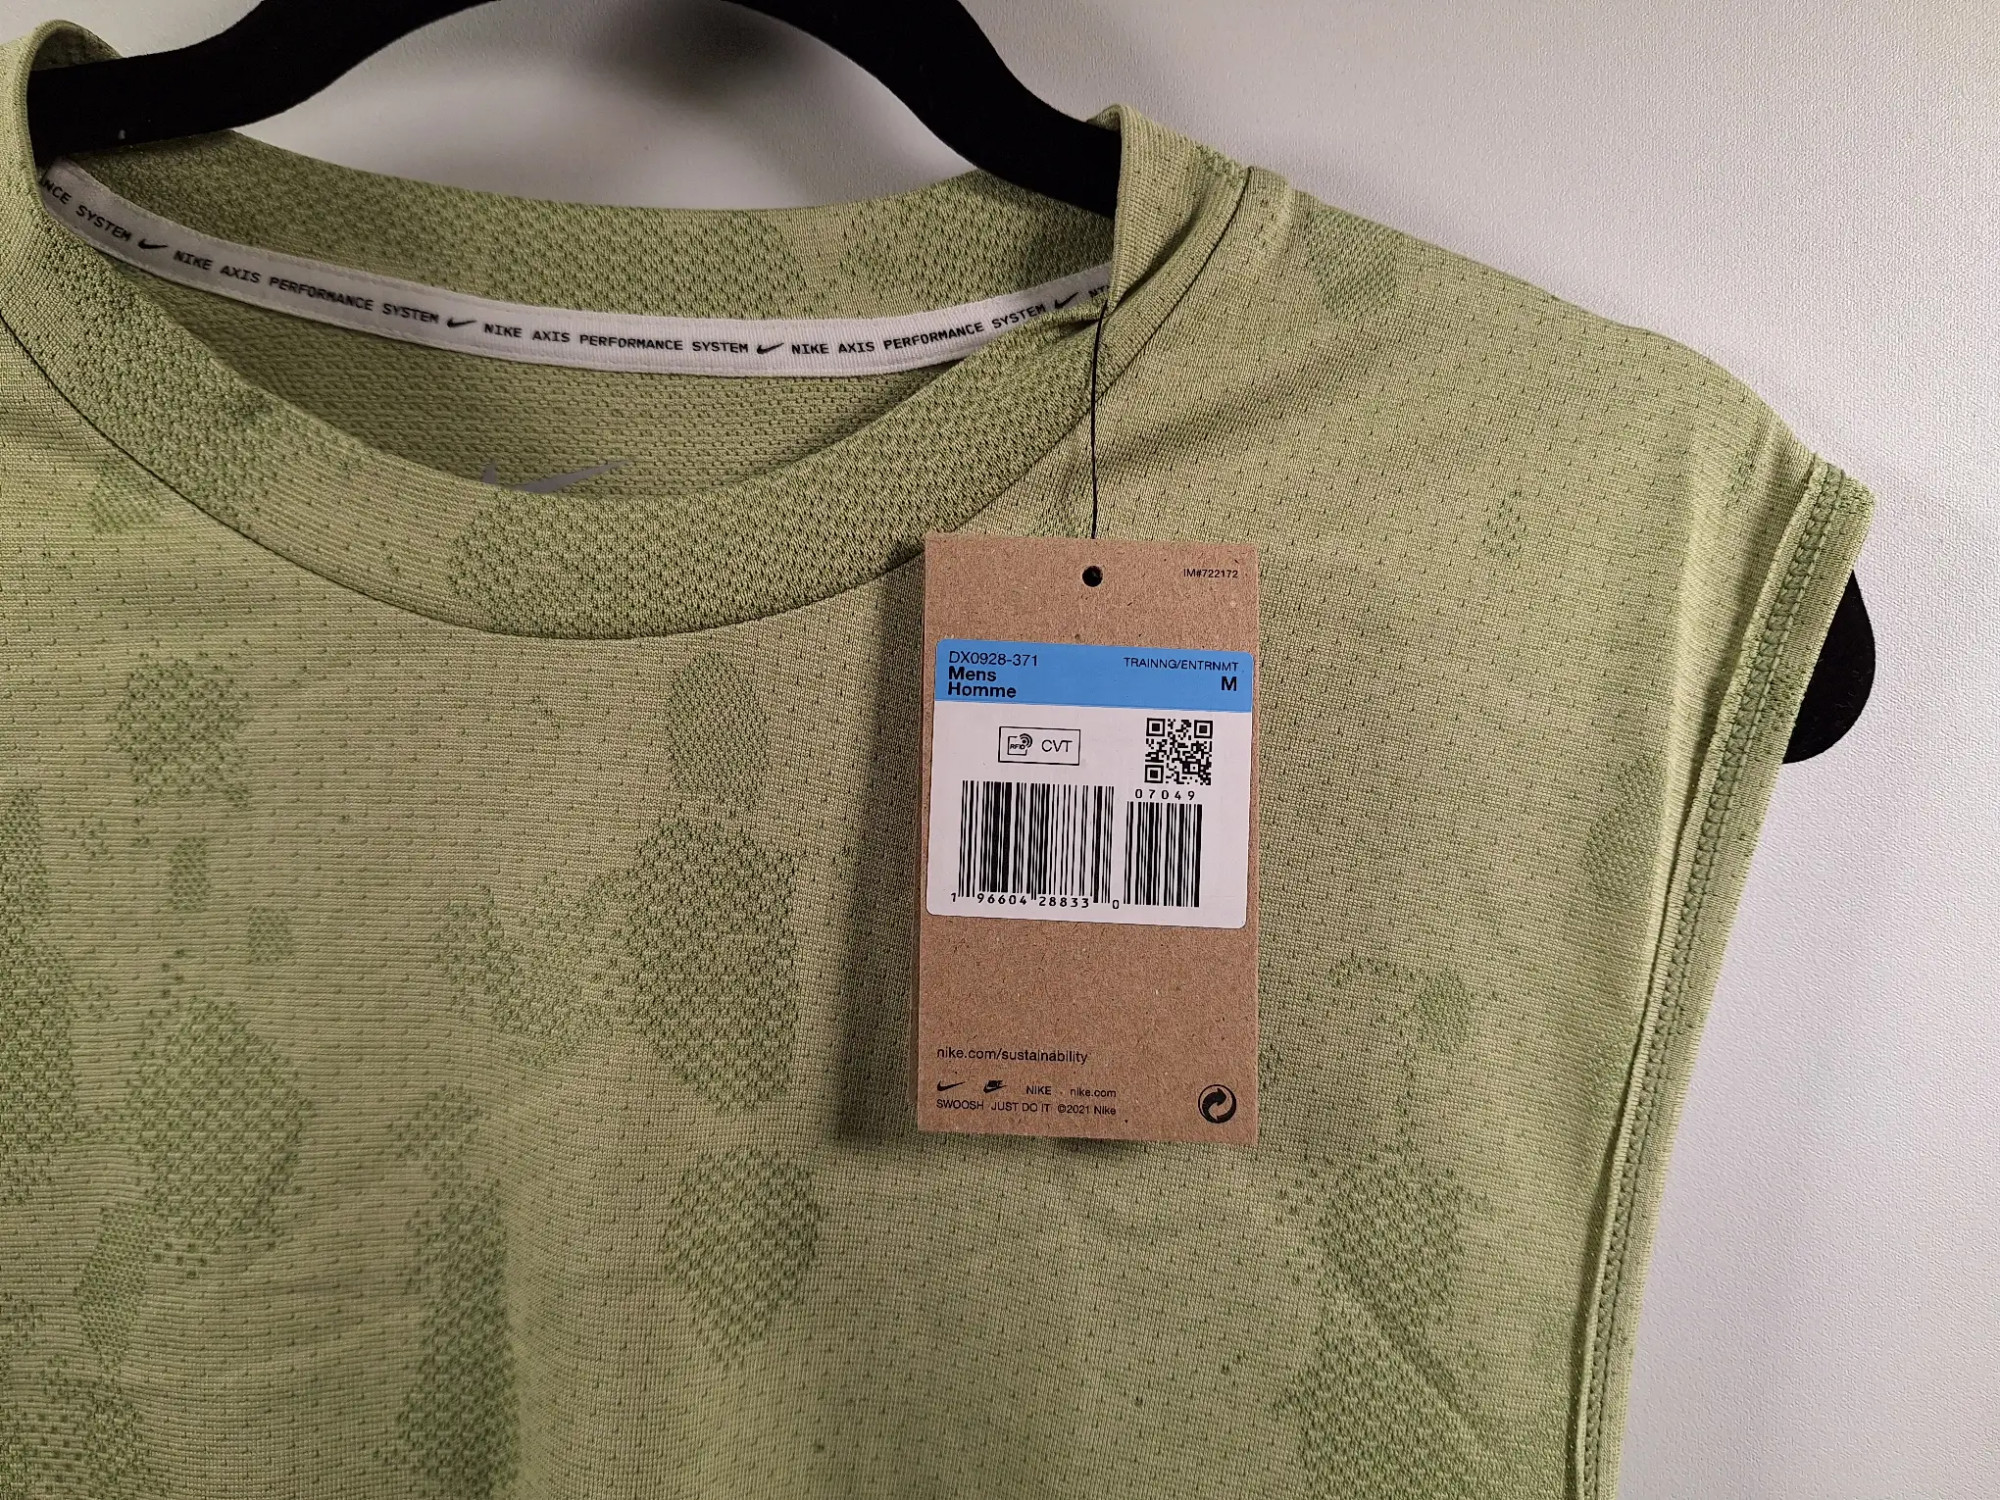 NCE SYSTEM NIKE AXIS PERFORMANCE SYSTEM NIKE AXIS PERFORMANCE SYSTEM NIKE AXIS PERFORMANCE SYSTEM
IM#722172
DX0928-371 TRAINNG/ENTRNMT
Mens M
Homme
RFID CVT
07049
1 96604 28833 0
nike.com/sustainability
NIKE . nike.com
SWOOSH JUST DO IT ©2021 Nike